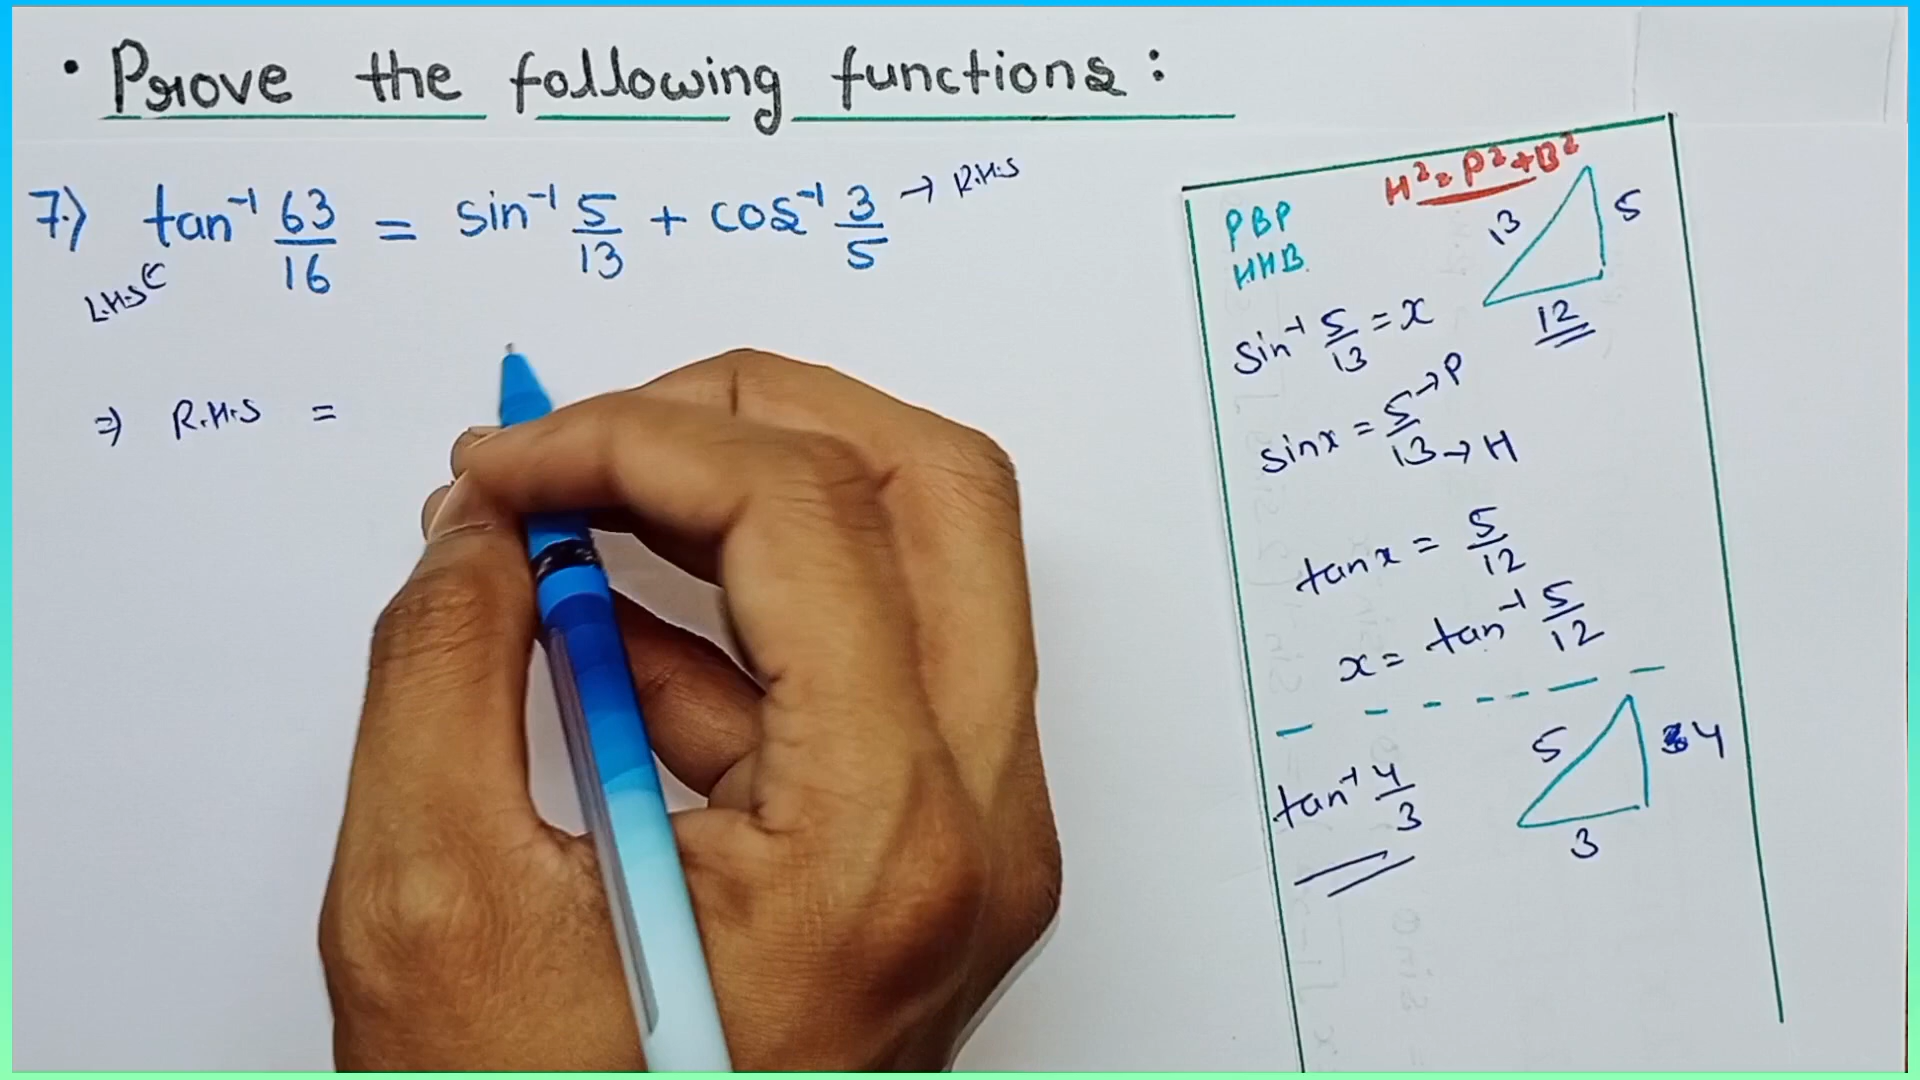 • Prove the following functions:
7.) tan⁻¹ 63/16 = sin⁻¹ 5/13 + cos⁻¹ 3/5 → R.H.S
L.H.S
⇒ R.H.S =
H² = P² + B²
PBP
HHB
13
5
12
sin⁻¹ 5/13 = x
sinx = 5/13 → P → H
tanx = 5/12
x = tan⁻¹ 5/12
5
4
3
tan⁻¹ 4/3